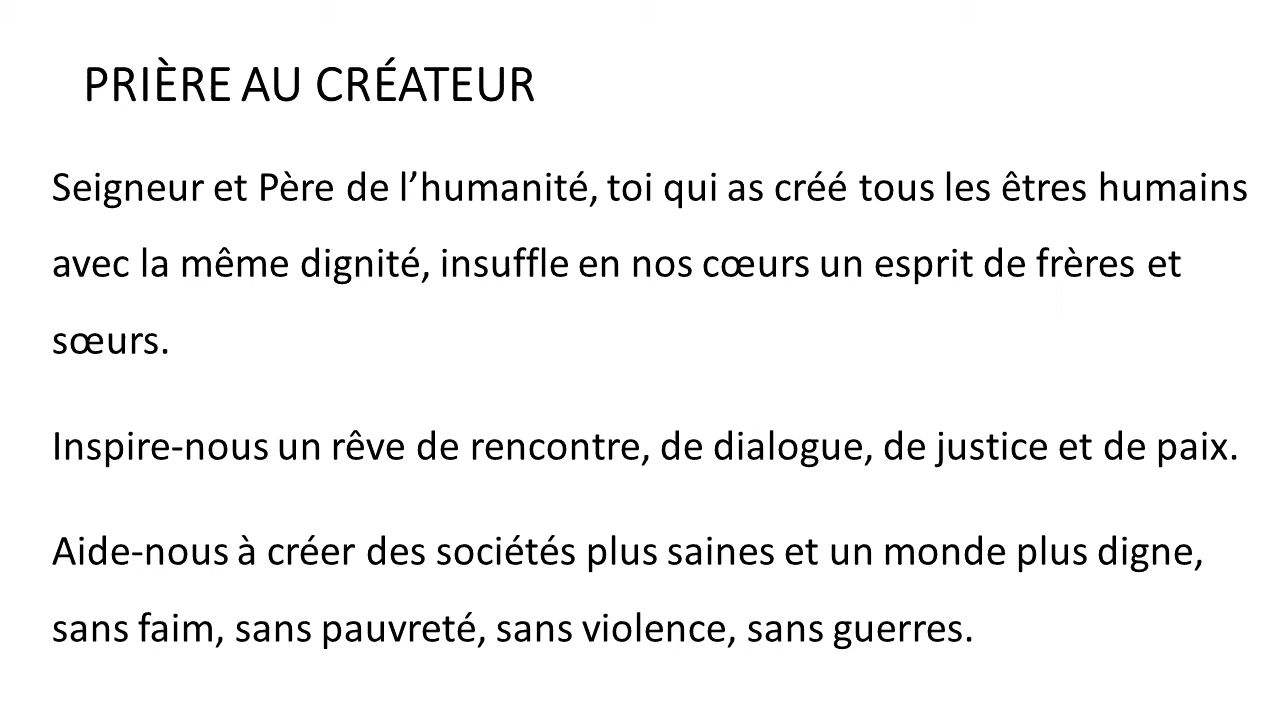 PRIÈRE AU CRÉATEUR
Seigneur et Père de l’humanité, toi qui as créé tous les êtres humains
avec la même dignité, insuffle en nos cœurs un esprit de frères et
sœurs.
Inspire-nous un rêve de rencontre, de dialogue, de justice et de paix.
Aide-nous à créer des sociétés plus saines et un monde plus digne,
sans faim, sans pauvreté, sans violence, sans guerres.